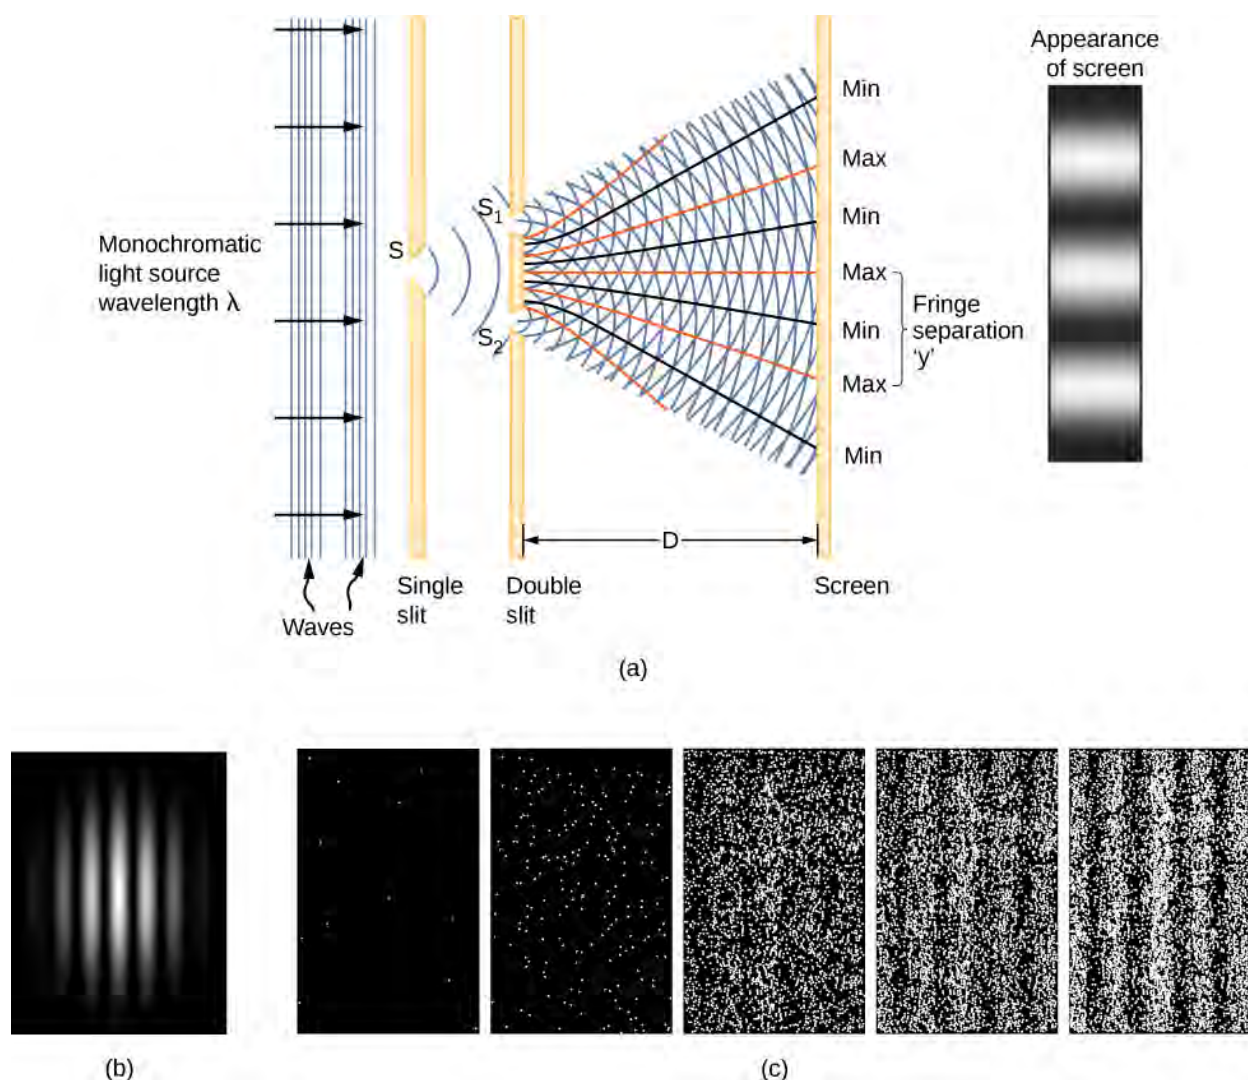 Appearance
of screen
Min
Max
S₁
Min
S
Monochromatic
light source
wavelength λ
Max
Fringe
separation
‘y’
Min
S₂
Max
Min
D
Single
slit
Double
slit
Screen
Waves
(a)
(b)
(c)